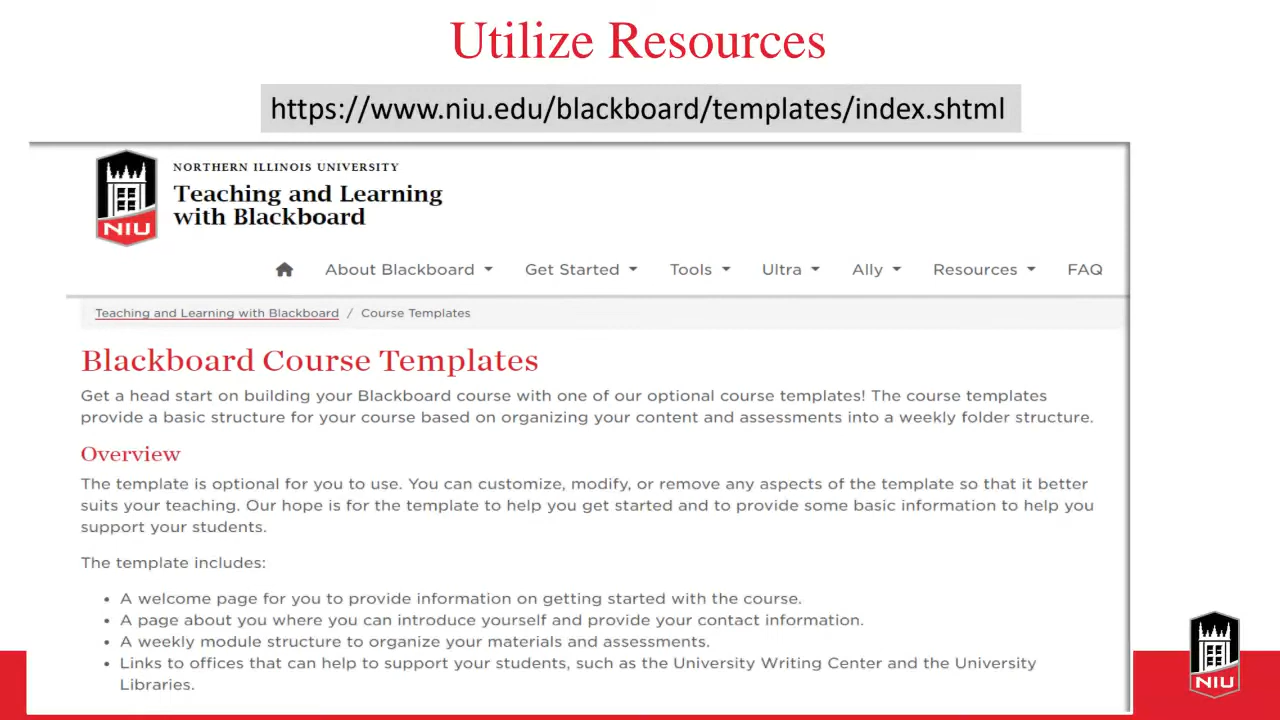 Utilize Resources
https://www.niu.edu/blackboard/templates/index.shtml
NORTHERN ILLINOIS UNIVERSITY
Teaching and Learning
with Blackboard
NIU
About Blackboard
Get Started
Tools
Ultra
Ally
Resources
FAQ
Teaching and Learning with Blackboard / Course Templates
Blackboard Course Templates
Get a head start on building your Blackboard course with one of our optional course templates! The course templates
provide a basic structure for your course based on organizing your content and assessments into a weekly folder structure.
Overview
The template is optional for you to use. You can customize, modify, or remove any aspects of the template so that it better
suits your teaching. Our hope is for the template to help you get started and to provide some basic information to help you
support your students.
The template includes:
• A welcome page for you to provide information on getting started with the course.
• A page about you where you can introduce yourself and provide your contact information.
• A weekly module structure to organize your materials and assessments.
• Links to offices that can help to support your students, such as the University Writing Center and the University
Libraries.
NIU